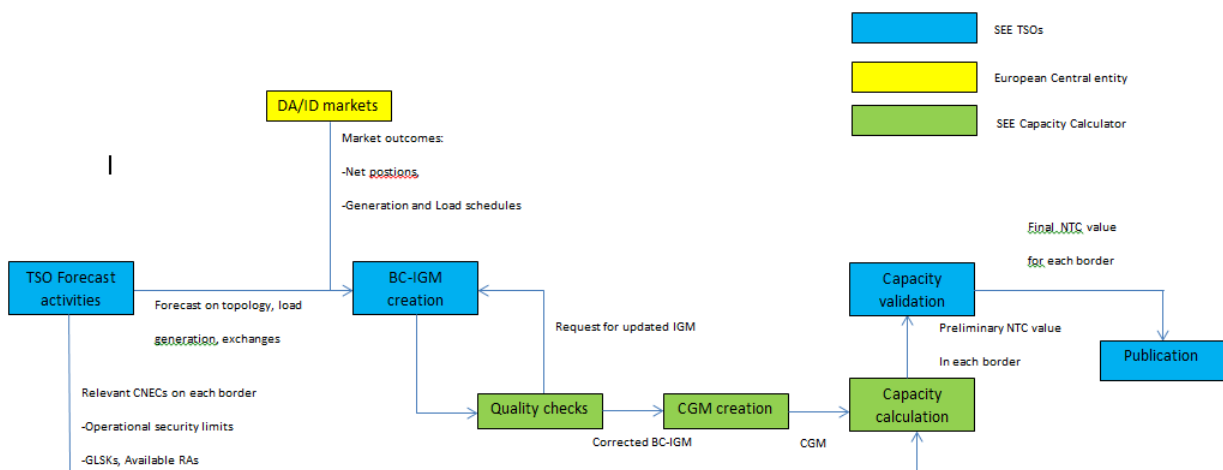 SEE TSOs
European Central entity
SEE Capacity Calculator
DA/ID markets
Market outcomes:
-Net postions,
-Generation and Load schedules
TSO Forecast
activities
Forecast on topology, load
generation, exchanges
BC-IGM
creation
Request for updated IGM
Relevant CNECs on each border
-Operational security limits
-GLSKs, Available RAs
Quality checks
Corrected BC-IGM
CGM creation
CGM
Capacity
calculation
Preliminary NTC value
In each border
Capacity
validation
Final NTC value
for each border
Publication